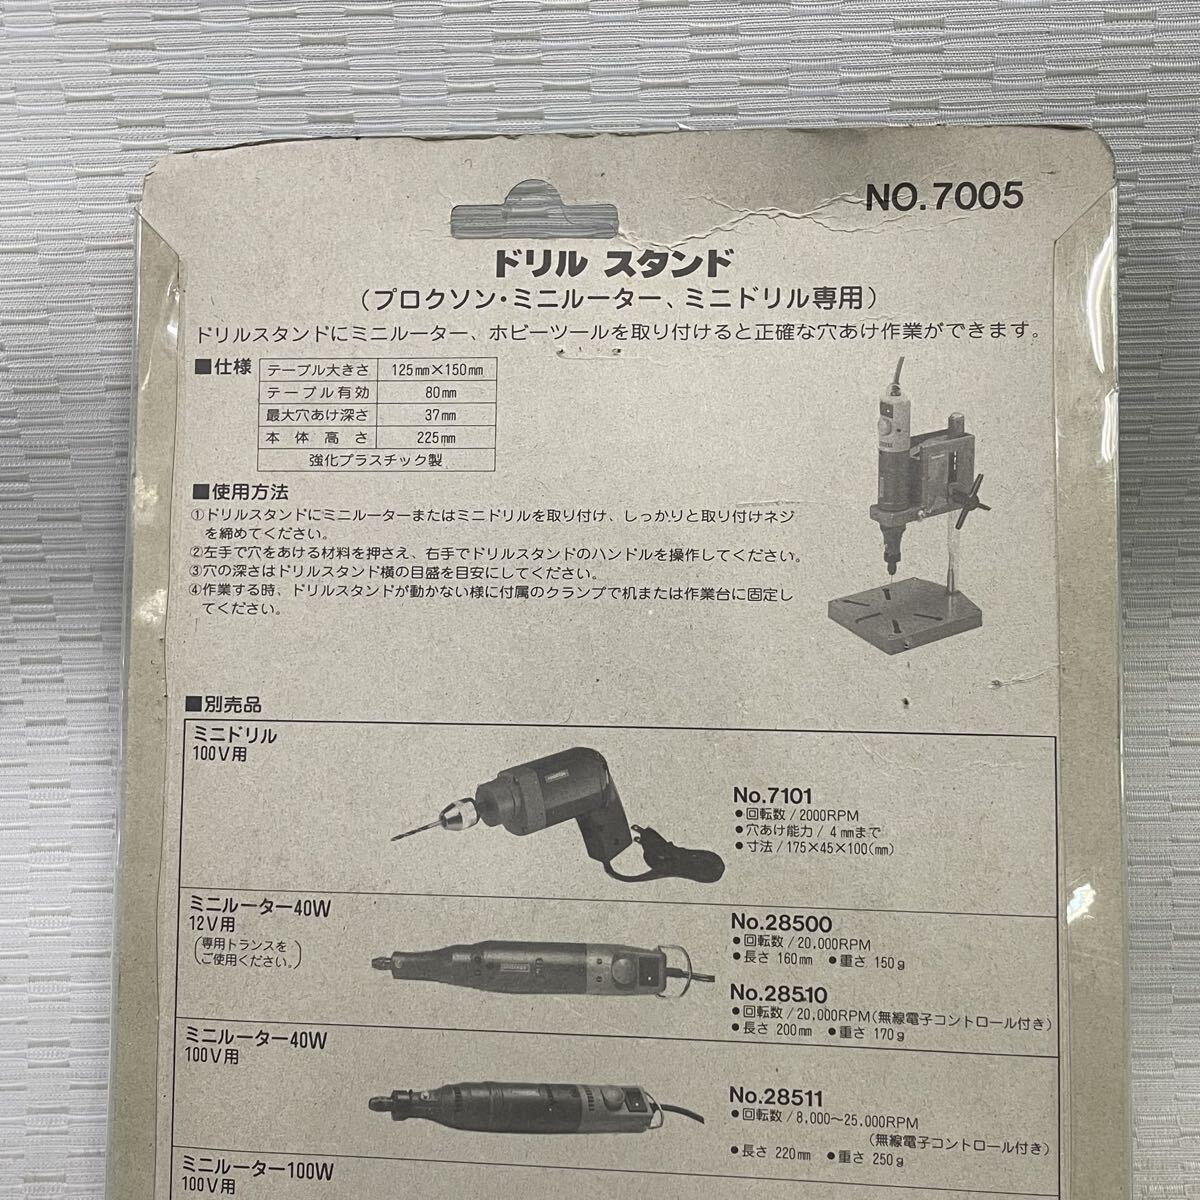 NO.7005
ドリル スタンド
(プロクソン・ミニルーター、ミニドリル専用)
ドリルスタンドにミニルーター、ホビーツールを取り付けると正確な穴あけ作業ができます。
■仕様
テーブル大きさ 125mm×150mm
テーブル有効 80mm
最大穴あけ深さ 37mm
本体高さ 225mm
強化プラスチック製
■使用方法
①ドリルスタンドにミニルーターまたはミニドリルを取り付け、しっかりと取り付けネジ
を締めてください。
②左手で穴をあける材料を押さえ、右手でドリルスタンドのハンドルを操作してください。
③穴の深さはドリルスタンド横の目盛を目安にしてください。
④作業する時、ドリルスタンドが動かない様に付属のクランプで机または作業台に固定し
てください。
■別売品
ミニドリル
100V用
No.7101
●回転数/2000RPM
●穴あけ能力/4mmまで
●寸法/175×45×100(mm)
ミニルーター40W
12V用
(専用トランスを
ご使用ください。)
No.28500
●回転数/20,000RPM
●長さ 160mm ●重さ 150g
No.28510
●回転数/20,000RPM(無線電子コントロール付き)
●長さ 200mm ●重さ 170g
ミニルーター40W
100V用
No.28511
●回転数/8,000〜25,000RPM
(無線電子コントロール付き)
●長さ 220mm ●重さ 250g
ミニルーター100W
100V用